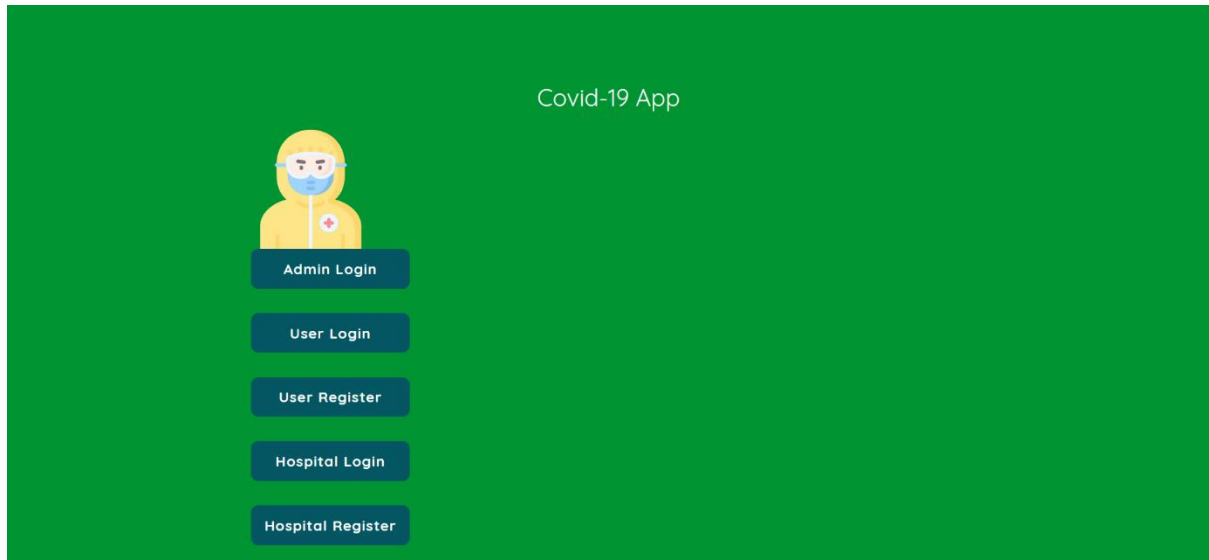 Covid-19 App
Admin Login
User Login
User Register
Hospital Login
Hospital Register